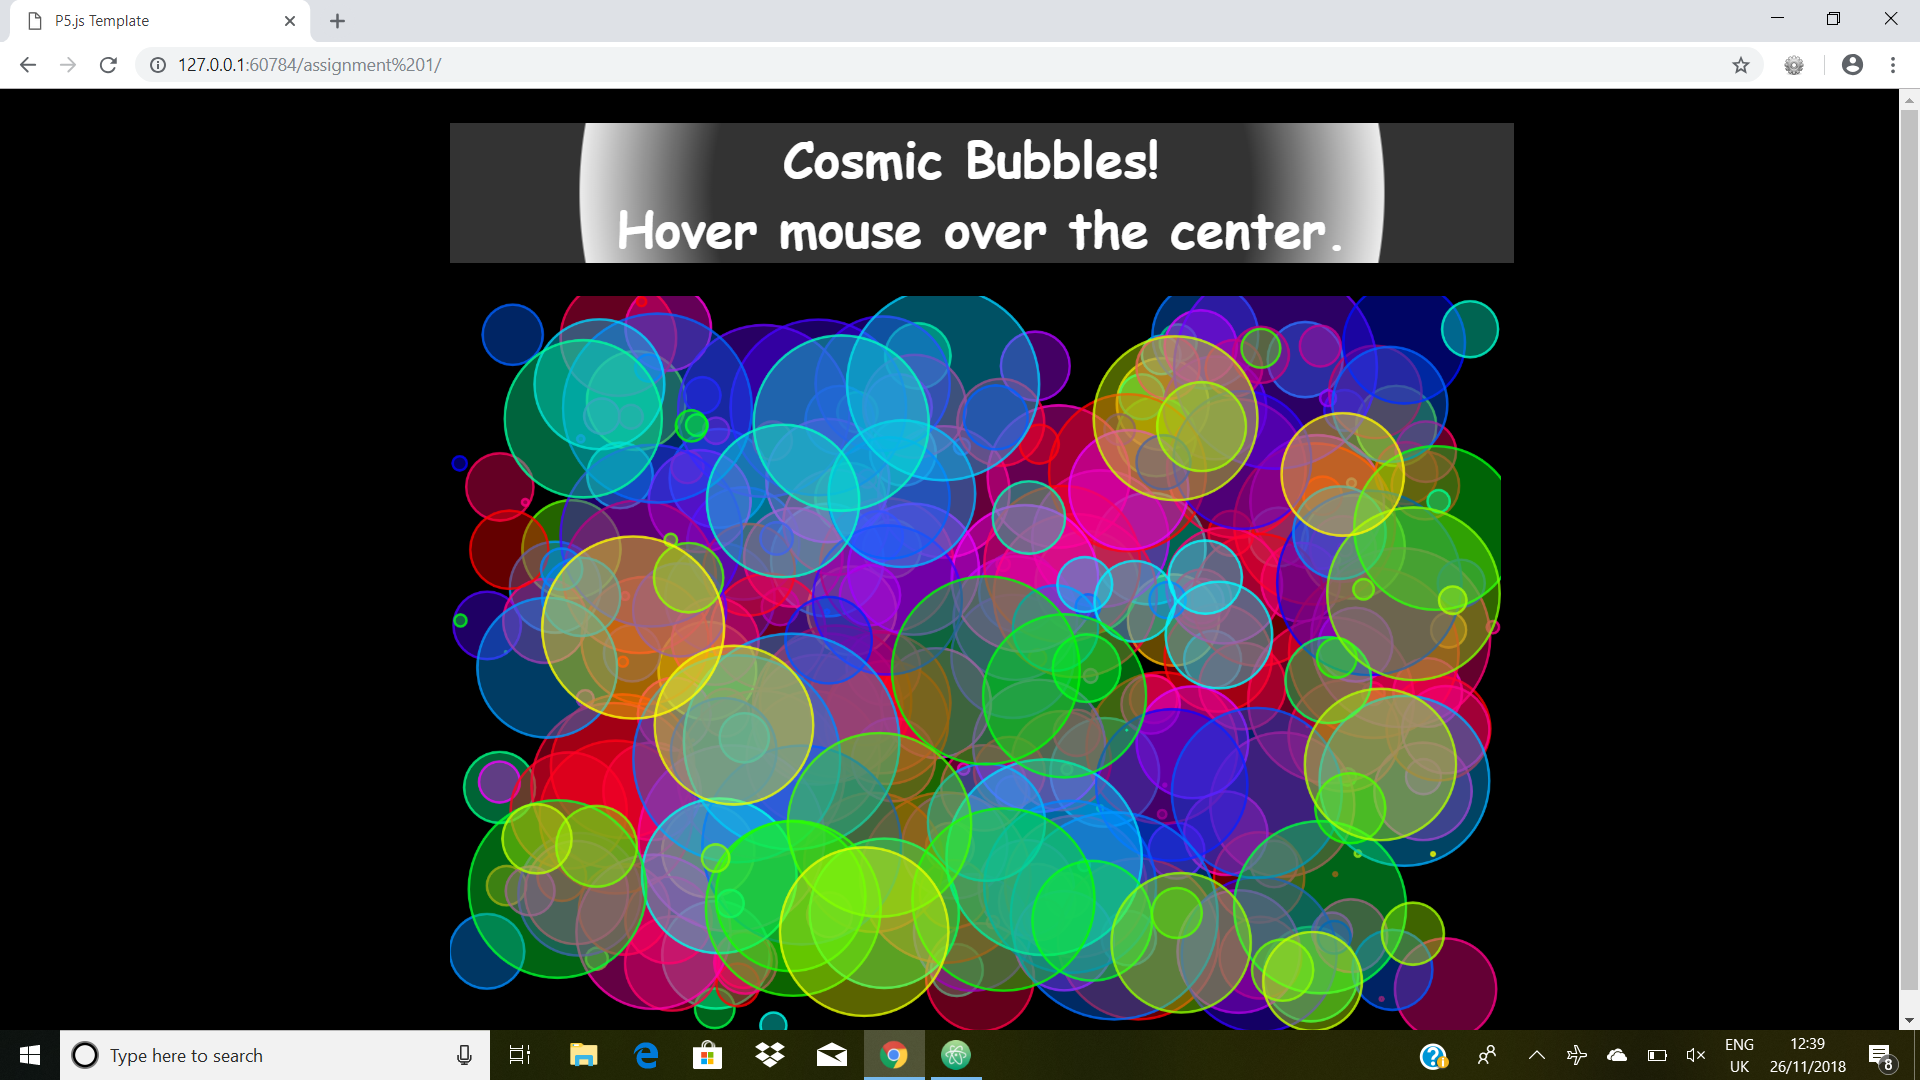 P5.js Template
127.0.0.1:60784/assignment%201/
Cosmic Bubbles!
Hover mouse over the center.
Type here to search
ENG
UK
12:39
26/11/2018
8